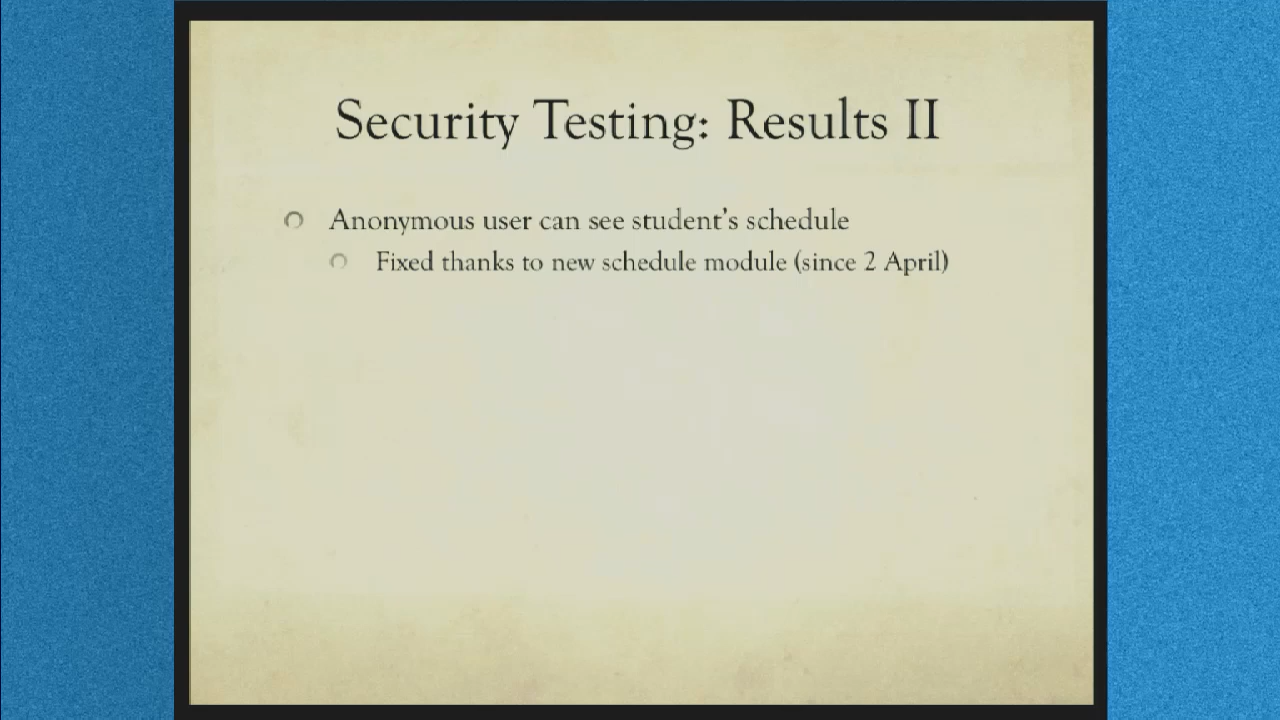 Security Testing: Results II
Anonymous user can see student's schedule
Fixed thanks to new schedule module (since 2 April)